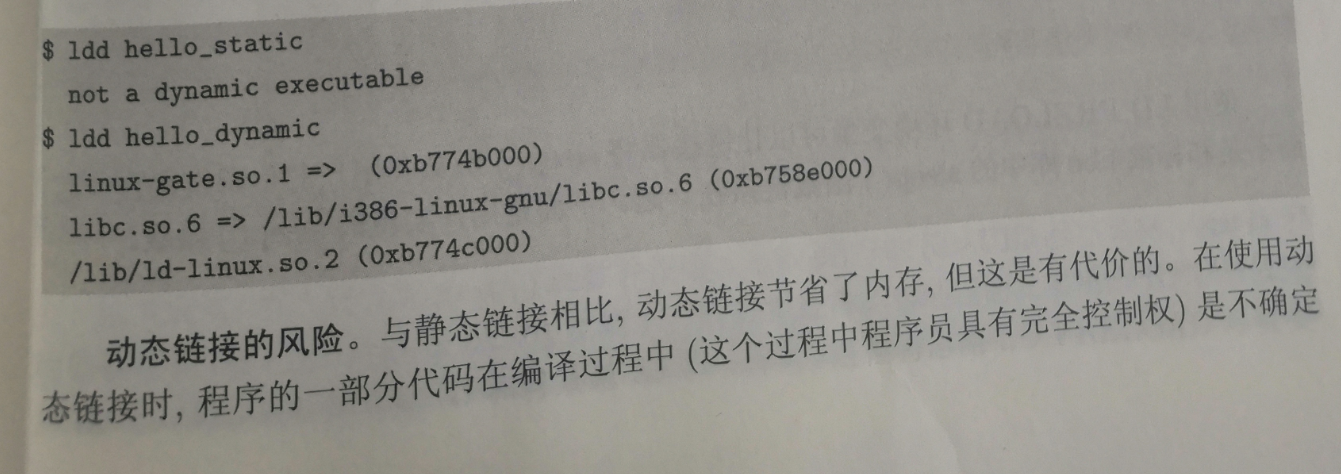 $ ldd hello_static
not a dynamic executable
$ ldd hello_dynamic
linux-gate.so.1 => (0xb774b000)
libc.so.6 => /lib/i386-linux-gnu/libc.so.6 (0xb758e000)
/lib/ld-linux.so.2 (0xb774c000)
动态链接的风险。与静态链接相比, 动态链接节省了内存, 但这是有代价的。在使用动
态链接时, 程序的一部分代码在编译过程中 (这个过程中程序员具有完全控制权) 是不确定